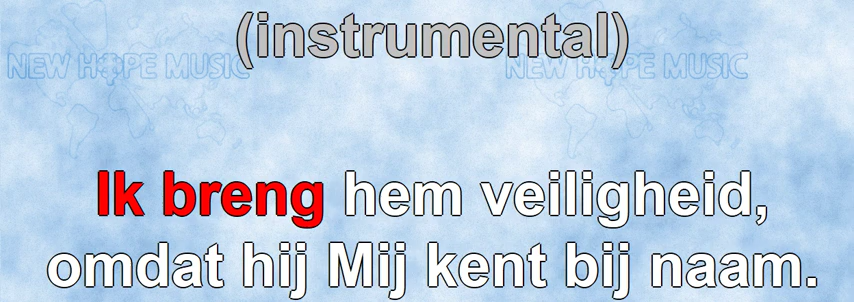 (instrumental)
NEW HOPE MUSIC NEW HOPE MUSIC
Ik breng hem veiligheid,
omdat hij Mij kent bij naam.